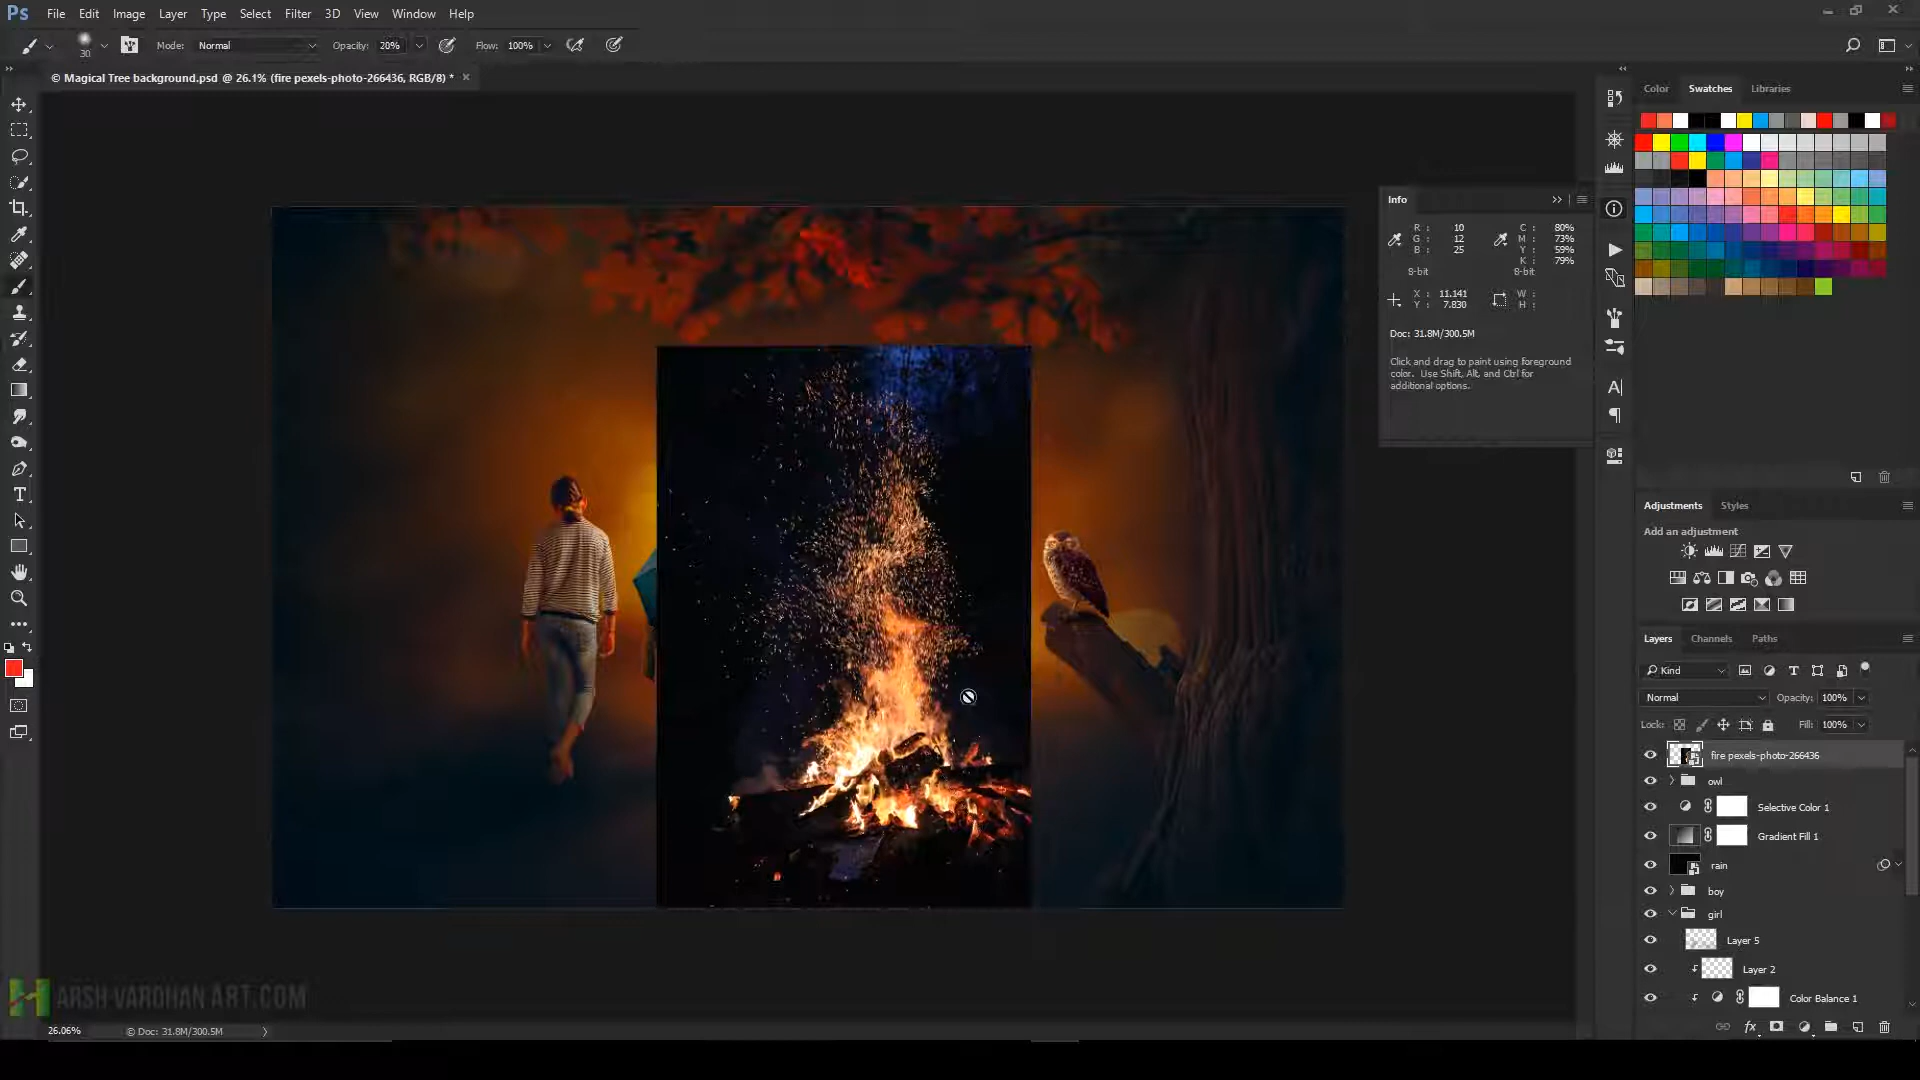 Ps File Edit Image Layer Type Select Filter 3D View Window Help
30 Mode: Normal Opacity: 20% Flow: 100%
© Magical Tree background.psd @ 26.1% (fire pexels-photo-266436, RGB/8) * ×
Color Swatches Libraries
Info
R : 10 C : 80%
G : 12 M : 73%
B : 25 Y : 59%
K : 79%
8-bit 8-bit
X : 11.141 W :
Y : 7.830 H :
Doc: 31.8M/300.5M
Click and drag to paint using foreground
color. Use Shift, Alt, and Ctrl for
additional options.
Adjustments Styles
Add an adjustment
Layers Channels Paths
Kind
Normal Opacity: 100%
Lock: Fill: 100%
fire pexels-photo-266436
owl
Selective Color 1
Gradient Fill 1
rain
boy
girl
Layer 5
Layer 2
Color Balance 1
ARSH VARDHAN ART.COM
26.06% © Doc: 31.8M/300.5M